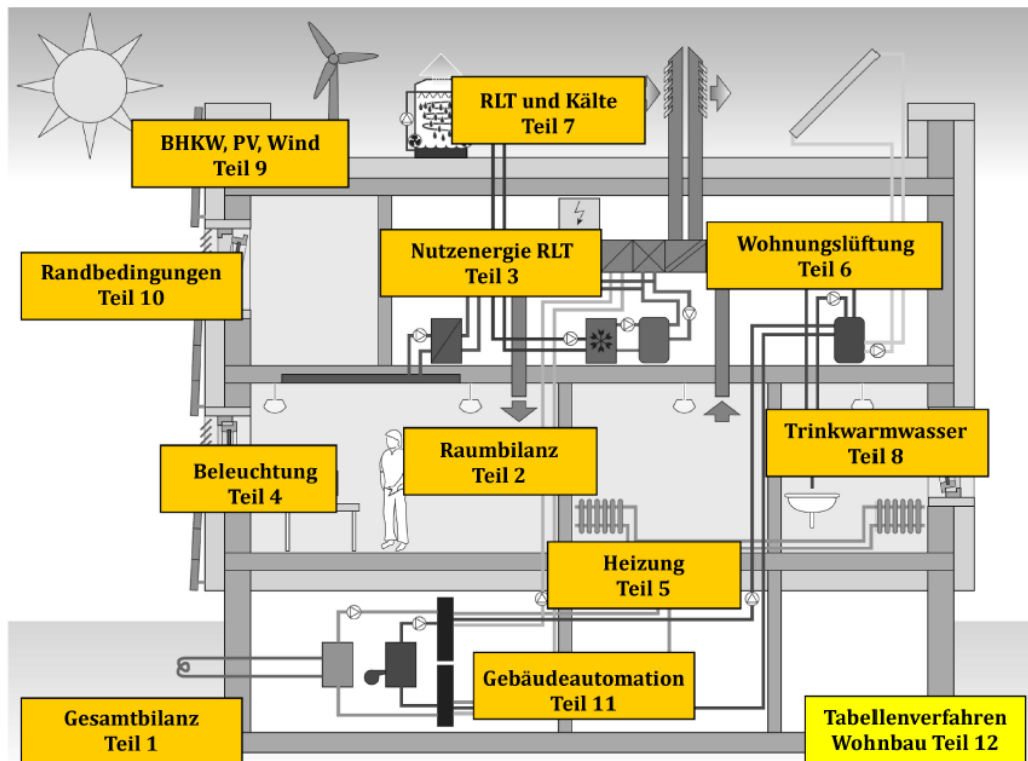 RLT und Kälte
Teil 7
BHKW, PV, Wind
Teil 9
Nutzenergie RLT
Teil 3
Wohnungslüftung
Teil 6
Randbedingungen
Teil 10
Trinkwarmwasser
Teil 8
Raumbilanz
Teil 2
Beleuchtung
Teil 4
Heizung
Teil 5
Gebäudeautomation
Teil 11
Gesamtbilanz
Teil 1
Tabellenverfahren
Wohnbau Teil 12